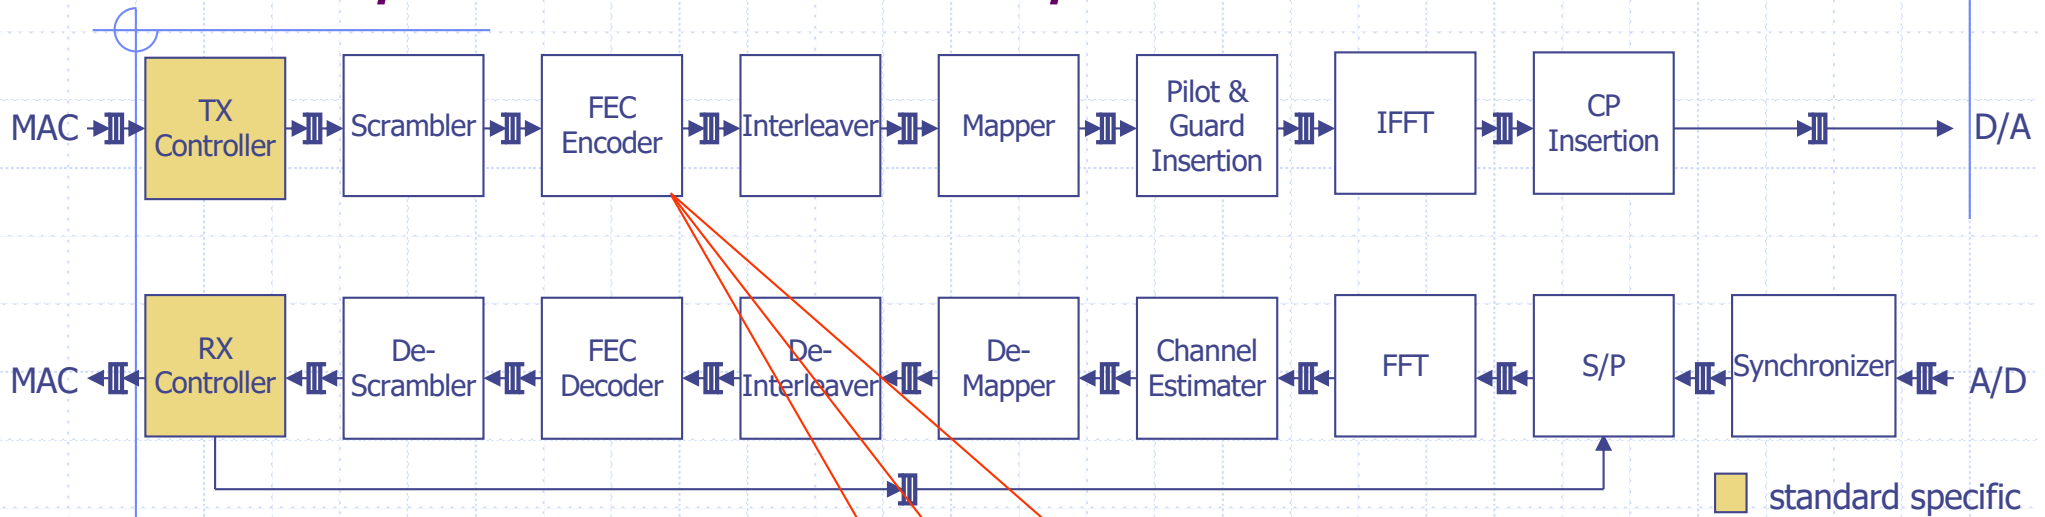 MAC
TX
Controller
Scrambler
FEC
Encoder
Interleaver
Mapper
Pilot &
Guard
Insertion
IFFT
CP
Insertion
D/A
MAC
RX
Controller
De-
Scrambler
FEC
Decoder
De-
Interleaver
De-
Mapper
Channel
Estimater
FFT
S/P
Synchronizer
A/D
standard specific